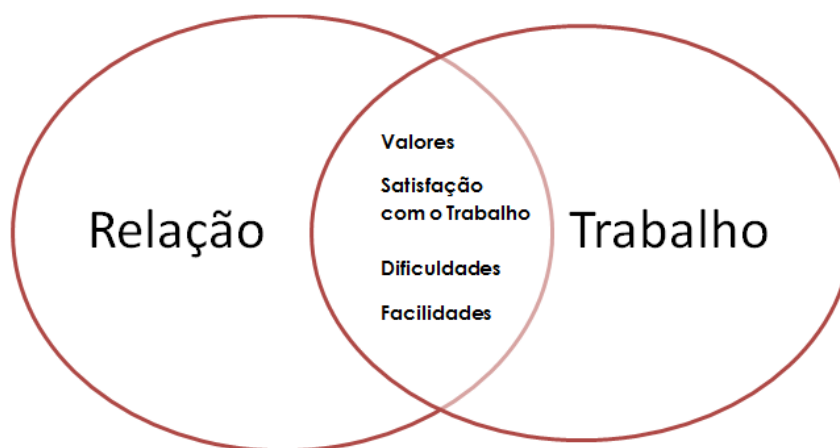 Relação
Valores
Satisfação
com o Trabalho
Dificuldades
Facilidades
Trabalho